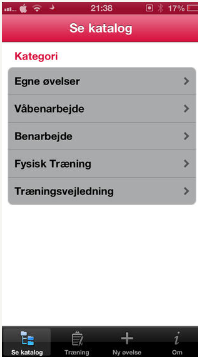 21:38
17%
Se katalog
Kategori
Egne øvelser
Våbenarbejde
Benarbejde
Fysisk Træning
Træningsvejledning
Se katalog
Træning
Ny øvelse
Om